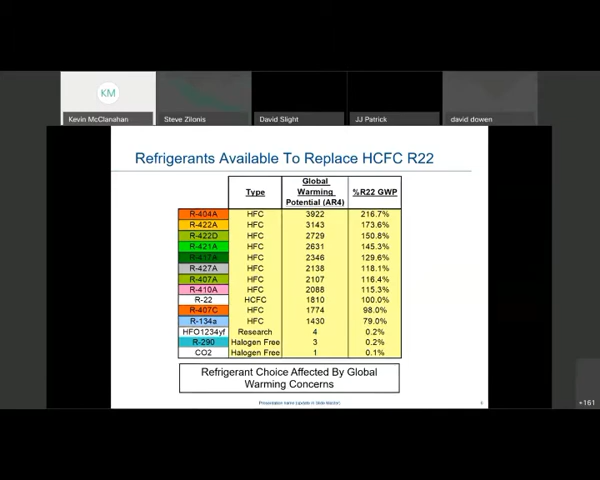 KM
Kevin McClanahan
Steve Zilonis
David Slight
JJ Patrick
david dowen
Refrigerants Available To Replace HCFC R22
Type Global Warming Potential (AR4) %R22 GWP
R-404A HFC 3922 216.7%
R-422A HFC 3143 173.6%
R-422D HFC 2729 150.8%
R-421A HFC 2631 145.3%
R-417A HFC 2346 129.6%
R-427A HFC 2138 118.1%
R-407A HFC 2107 116.4%
R-410A HFC 2088 115.3%
R-22 HCFC 1810 100.0%
R-407C HFC 1774 98.0%
R-134a HFC 1430 79.0%
HFO1234yf Research 4 0.2%
R-290 Halogen Free 3 0.2%
CO2 Halogen Free 1 0.1%
Refrigerant Choice Affected By Global
Warming Concerns
+161